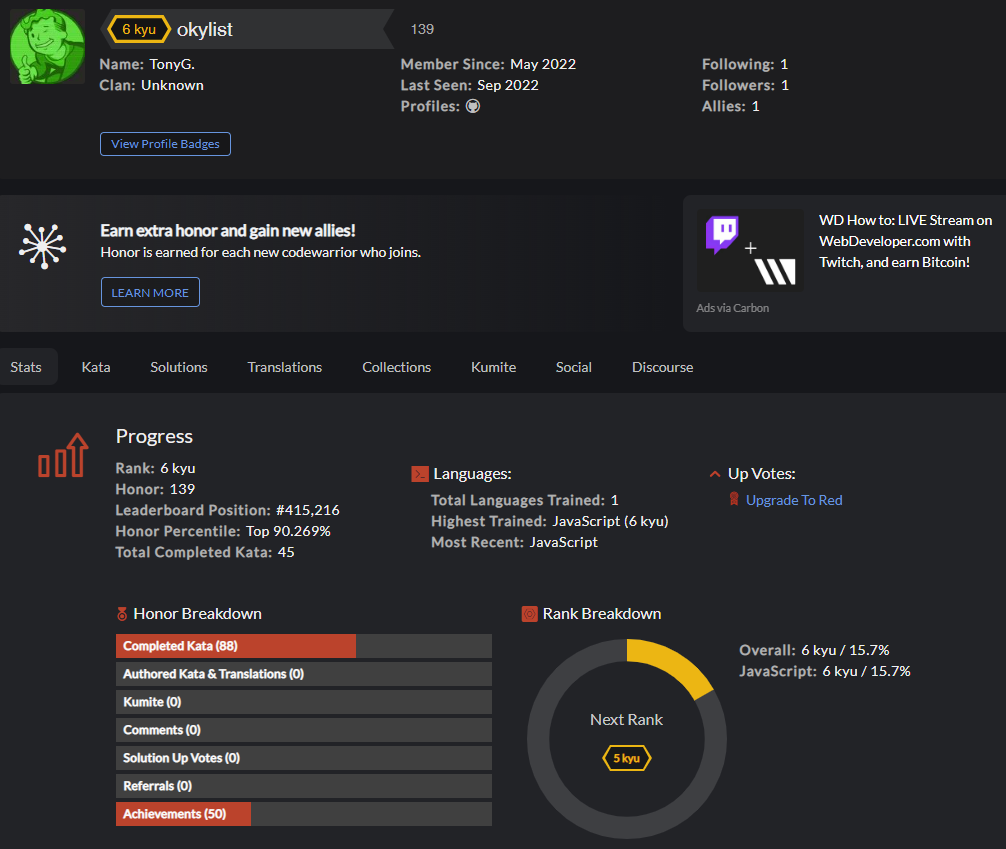 6 kyu okylist 139
Name: TonyG.
Clan: Unknown
Member Since: May 2022
Last Seen: Sep 2022
Profiles:
Following: 1
Followers: 1
Allies: 1
View Profile Badges
Earn extra honor and gain new allies!
Honor is earned for each new codewarrior who joins.
LEARN MORE
WD How to: LIVE Stream on
WebDeveloper.com with
Twitch, and earn Bitcoin!
Ads via Carbon
Stats Kata Solutions Translations Collections Kumite Social Discourse
Progress
Rank: 6 kyu
Honor: 139
Leaderboard Position: #415,216
Honor Percentile: Top 90.269%
Total Completed Kata: 45
Languages:
Total Languages Trained: 1
Highest Trained: JavaScript (6 kyu)
Most Recent: JavaScript
Up Votes:
Upgrade To Red
Honor Breakdown
Completed Kata (88)
Authored Kata & Translations (0)
Kumite (0)
Comments (0)
Solution Up Votes (0)
Referrals (0)
Achievements (50)
Rank Breakdown
Next Rank
5 kyu
Overall: 6 kyu / 15.7%
JavaScript: 6 kyu / 15.7%